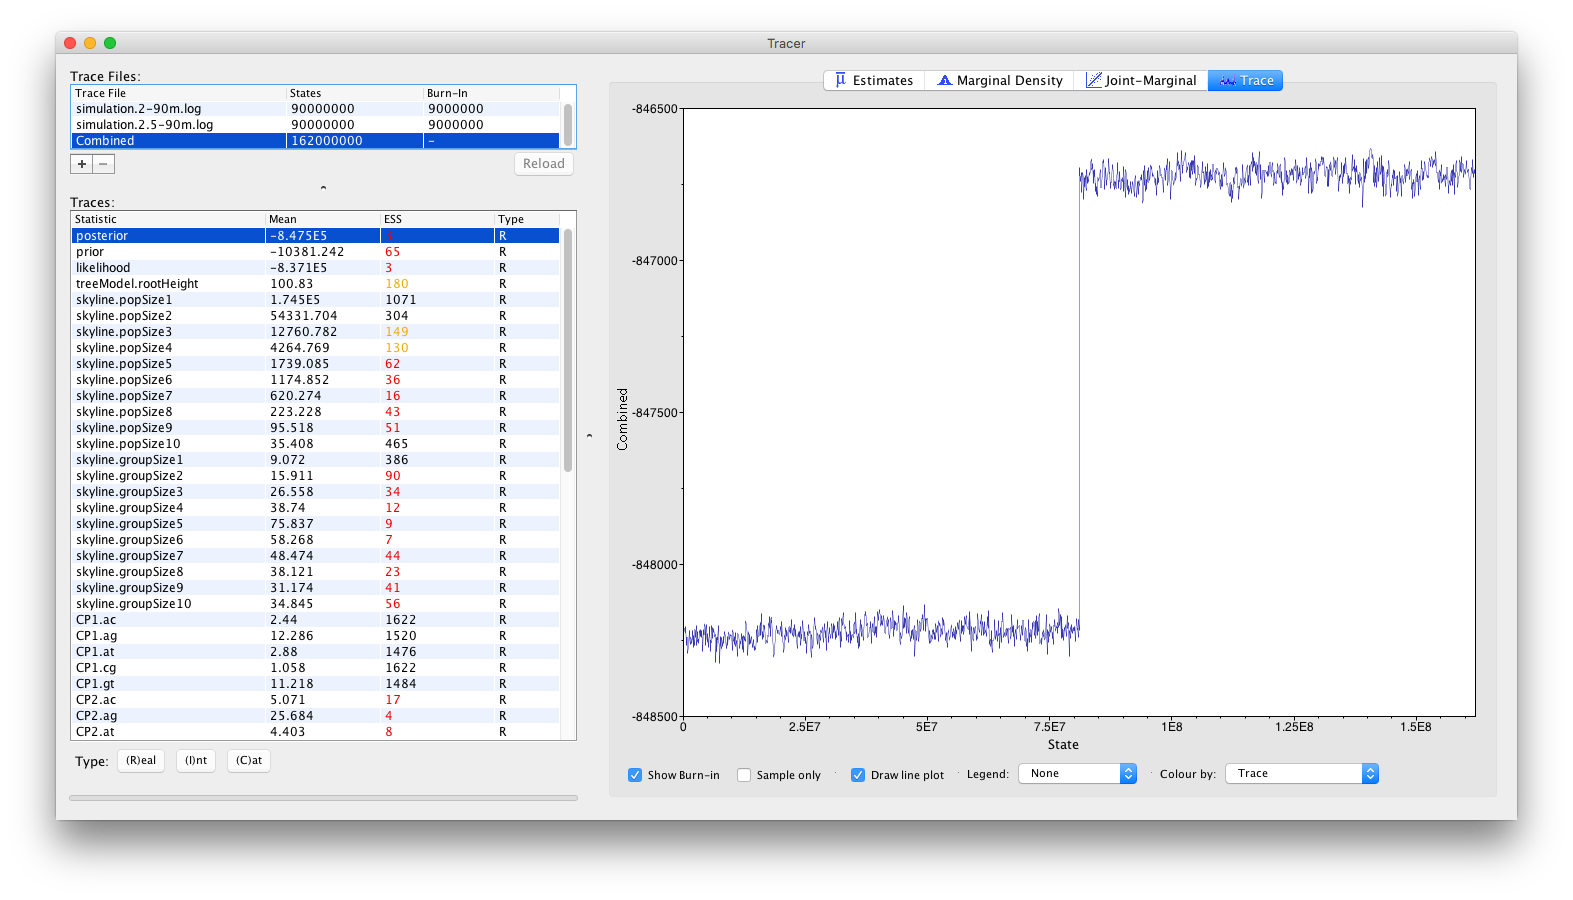 Tracer
Trace Files:
Trace File States Burn-In
simulation.2-90m.log 90000000 9000000
simulation.2.5-90m.log 90000000 9000000
Combined 162000000 -
+ − Reload
Traces:
Statistic Mean ESS Type
posterior -8.475E5 3 R
prior -10381.242 65 R
likelihood -8.371E5 3 R
treeModel.rootHeight 100.83 180 R
skyline.popSize1 1.745E5 1071 R
skyline.popSize2 54331.704 304 R
skyline.popSize3 12760.782 149 R
skyline.popSize4 4264.769 130 R
skyline.popSize5 1739.085 62 R
skyline.popSize6 1174.852 36 R
skyline.popSize7 620.274 16 R
skyline.popSize8 223.228 43 R
skyline.popSize9 95.518 51 R
skyline.popSize10 35.408 465 R
skyline.groupSize1 9.072 386 R
skyline.groupSize2 15.911 90 R
skyline.groupSize3 26.558 34 R
skyline.groupSize4 38.74 12 R
skyline.groupSize5 75.837 9 R
skyline.groupSize6 58.268 7 R
skyline.groupSize7 48.474 44 R
skyline.groupSize8 38.121 23 R
skyline.groupSize9 31.174 41 R
skyline.groupSize10 34.845 56 R
CP1.ac 2.44 1622 R
CP1.ag 12.286 1520 R
CP1.at 2.88 1476 R
CP1.cg 1.058 1622 R
CP1.gt 11.218 1484 R
CP2.ac 5.071 17 R
CP2.ag 25.684 4 R
CP2.at 4.403 8 R
Type: (R)eal (I)nt (C)at
μ Estimates Marginal Density Joint-Marginal Trace
-846500
-847000
-847500
-848000
-848500
Combined
0 2.5E7 5E7 7.5E7 1E8 1.25E8 1.5E8
State
Show Burn-in Sample only Draw line plot Legend: None Colour by: Trace